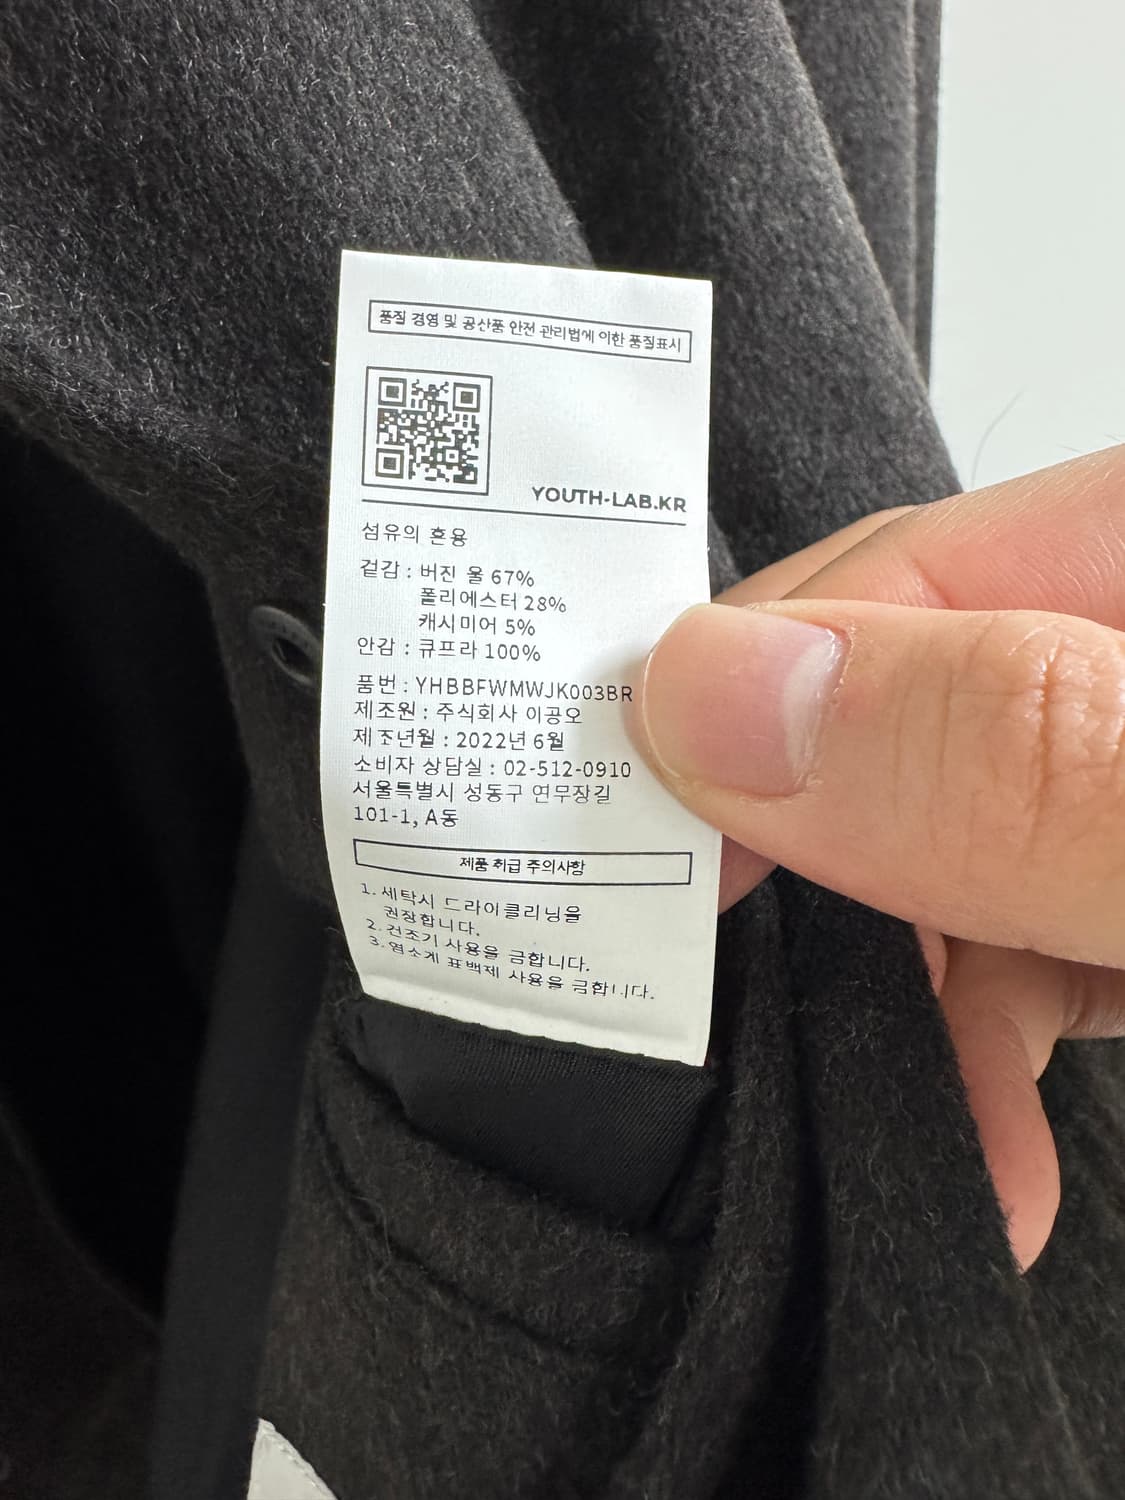 품질 경영 및 공산품 안전 관리법에 의한 품질표시
YOUTH-LAB.KR
섬유의 혼용
겉감 : 버진 울 67%
폴리에스터 28%
캐시미어 5%
안감 : 큐프라 100%
품번 : YHBBFWMWJK003BR
제조원 : 주식회사 이공오
제조년월 : 2022년 6월
소비자 상담실 : 02-512-0910
서울특별시 성동구 연무장길
101-1, A동
제품 취급 주의사항
1. 세탁시 드라이클리닝을
권장합니다.
2. 건조기 사용을 금합니다.
3. 염소계 표백제 사용을 금합니다.